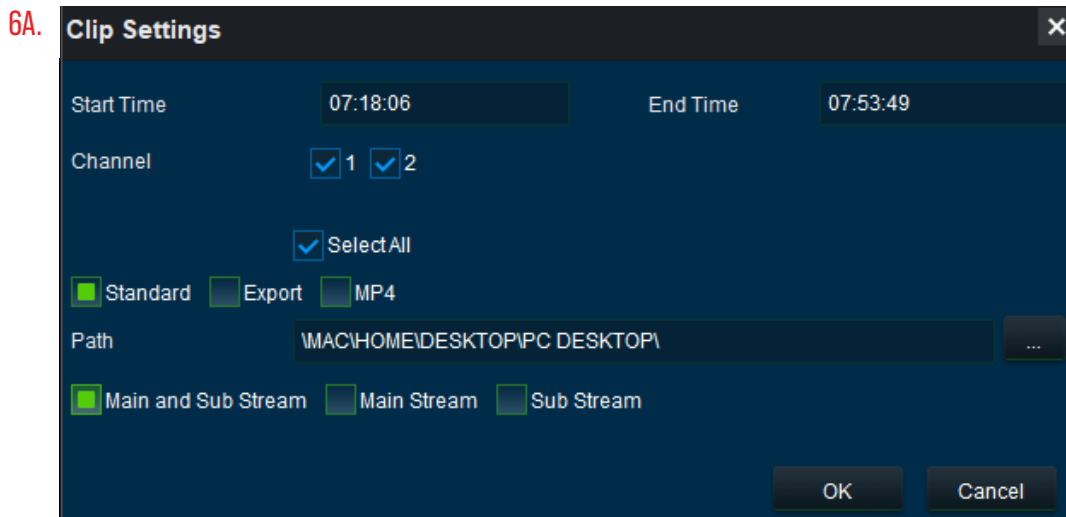 6A.
Clip Settings
Start Time 07:18:06 End Time 07:53:49
Channel 1 2
Select All
Standard Export MP4
Path \MAC\HOME\DESKTOP\PC DESKTOP\ ...
Main and Sub Stream Main Stream Sub Stream
OK Cancel